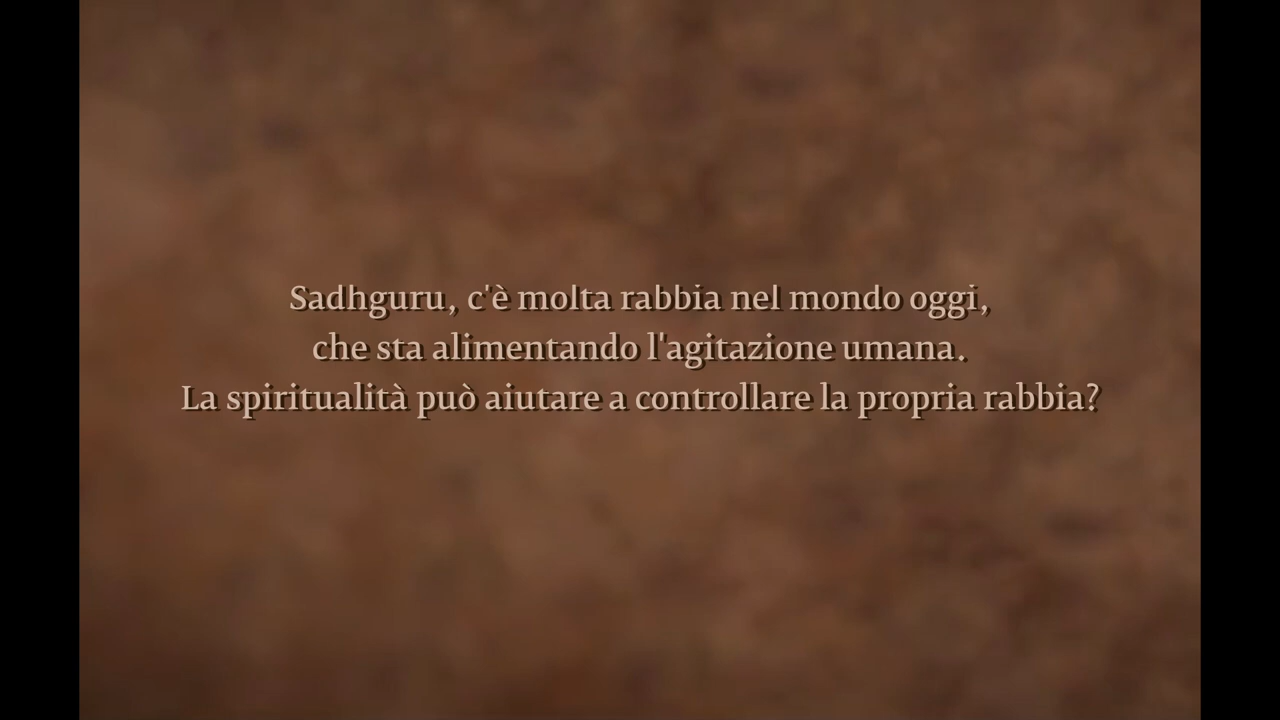 Sadhguru, c'è molta rabbia nel mondo oggi,
che sta alimentando l'agitazione umana.
La spiritualità può aiutare a controllare la propria rabbia?